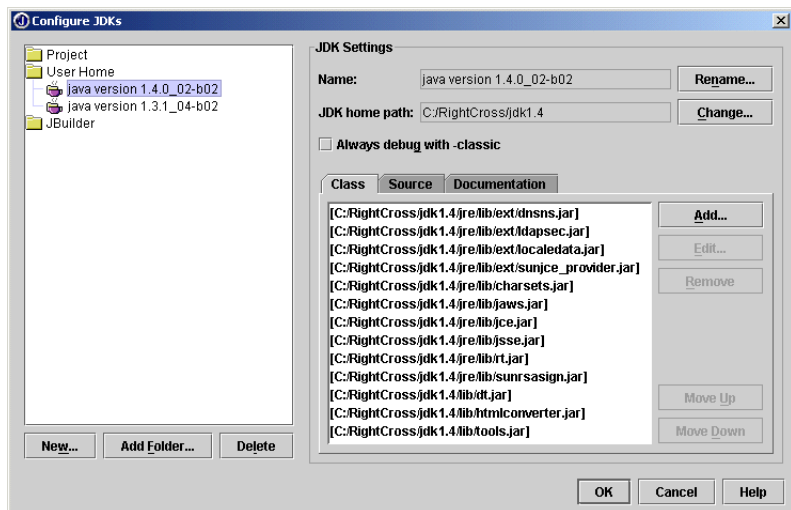 Configure JDKs
Project
User Home
java version 1.4.0_02-b02
java version 1.3.1_04-b02
JBuilder
New...
Add Folder...
Delete
JDK Settings
Name:
java version 1.4.0_02-b02
Rename...
JDK home path:
C:/RightCross/jdk1.4
Change...
Always debug with -classic
Class
Source
Documentation
[C:/RightCross/jdk1.4/jre/lib/ext/dnsns.jar]
[C:/RightCross/jdk1.4/jre/lib/ext/ldapsec.jar]
[C:/RightCross/jdk1.4/jre/lib/ext/localedata.jar]
[C:/RightCross/jdk1.4/jre/lib/ext/sunjce_provider.jar]
[C:/RightCross/jdk1.4/jre/lib/charsets.jar]
[C:/RightCross/jdk1.4/jre/lib/jaws.jar]
[C:/RightCross/jdk1.4/jre/lib/jce.jar]
[C:/RightCross/jdk1.4/jre/lib/jsse.jar]
[C:/RightCross/jdk1.4/jre/lib/rt.jar]
[C:/RightCross/jdk1.4/jre/lib/sunrsasign.jar]
[C:/RightCross/jdk1.4/lib/dt.jar]
[C:/RightCross/jdk1.4/lib/htmlconverter.jar]
[C:/RightCross/jdk1.4/lib/tools.jar]
Add...
Edit...
Remove
Move Up
Move Down
OK
Cancel
Help